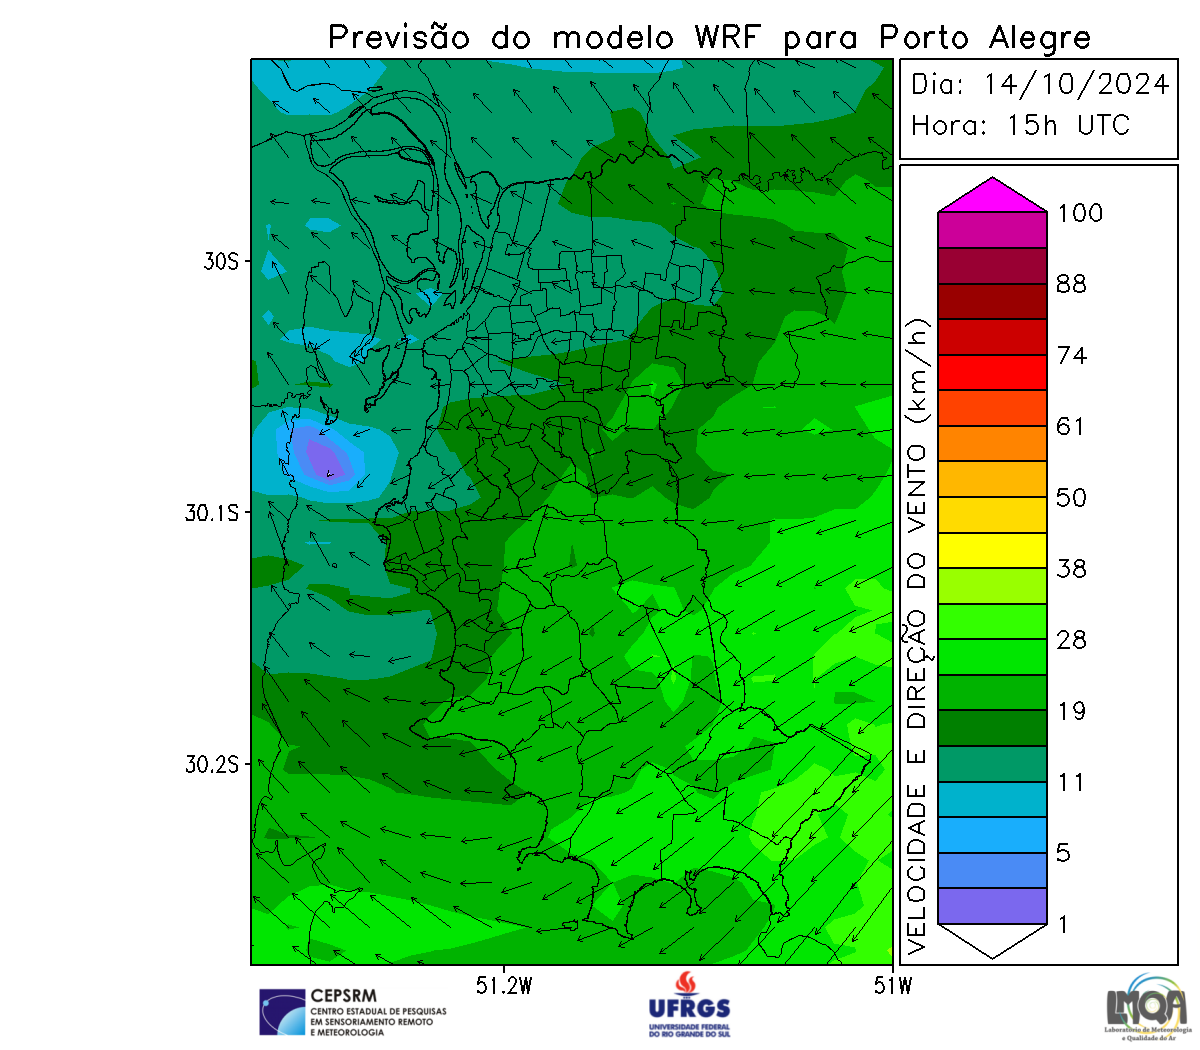 Previsão do modelo WRF para Porto Alegre
Dia: 14/10/2024
Hora: 15h UTC
30S
30.1S
30.2S
51.2W
51W
VELOCIDADE E DIREÇÃO DO VENTO (km/h)
100
88
74
61
50
38
28
19
11
5
1
CEPSRM
CENTRO ESTADUAL DE PESQUISAS
EM SENSORIAMENTO REMOTO
E METEOROLOGIA
UFRGS
UNIVERSIDADE FEDERAL
DO RIO GRANDE DO SUL
LMQA
Laboratório de Meteorologia
e Qualidade do Ar